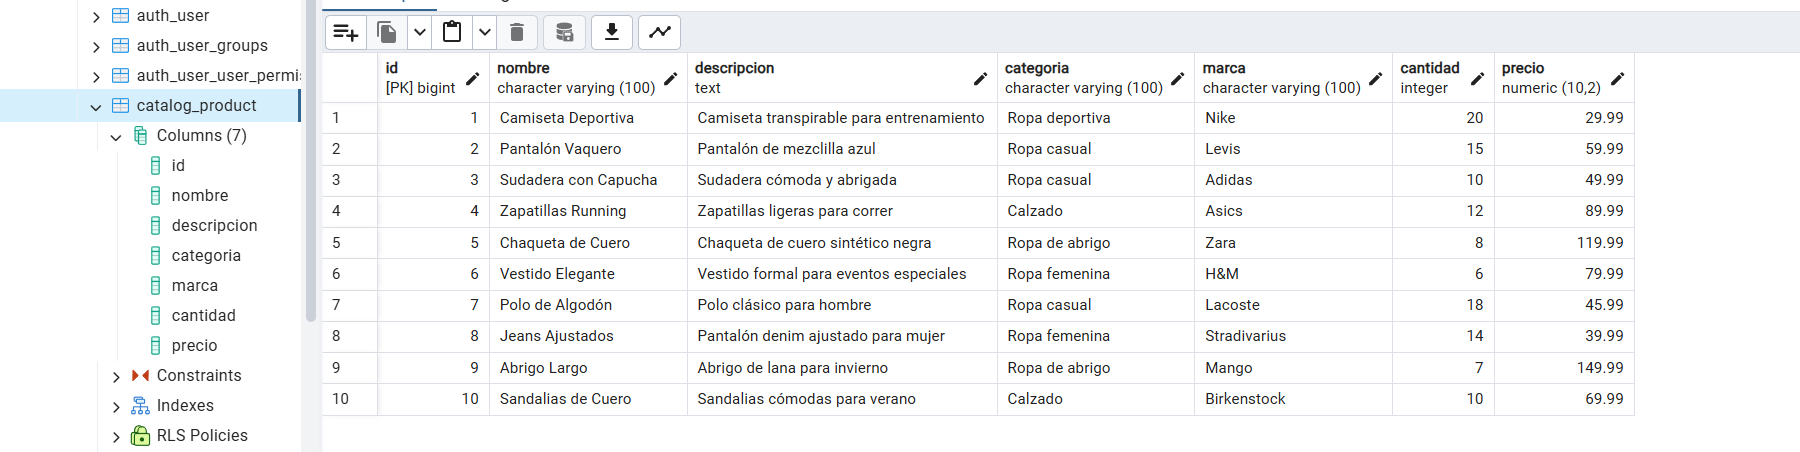 auth_user
auth_user_groups
auth_user_user_permis
catalog_product
Columns (7)
id
nombre
descripcion
categoria
marca
cantidad
precio
Constraints
Indexes
RLS Policies
id nombre descripcion categoria marca cantidad precio
[PK] bigint character varying (100) text character varying (100) character varying (100) integer numeric (10,2)
1 1 Camiseta Deportiva Camiseta transpirable para entrenamiento Ropa deportiva Nike 20 29.99
2 2 Pantalón Vaquero Pantalón de mezclilla azul Ropa casual Levis 15 59.99
3 3 Sudadera con Capucha Sudadera cómoda y abrigada Ropa casual Adidas 10 49.99
4 4 Zapatillas Running Zapatillas ligeras para correr Calzado Asics 12 89.99
5 5 Chaqueta de Cuero Chaqueta de cuero sintético negra Ropa de abrigo Zara 8 119.99
6 6 Vestido Elegante Vestido formal para eventos especiales Ropa femenina H&M 6 79.99
7 7 Polo de Algodón Polo clásico para hombre Ropa casual Lacoste 18 45.99
8 8 Jeans Ajustados Pantalón denim ajustado para mujer Ropa femenina Stradivarius 14 39.99
9 9 Abrigo Largo Abrigo de lana para invierno Ropa de abrigo Mango 7 149.99
10 10 Sandalias de Cuero Sandalias cómodas para verano Calzado Birkenstock 10 69.99